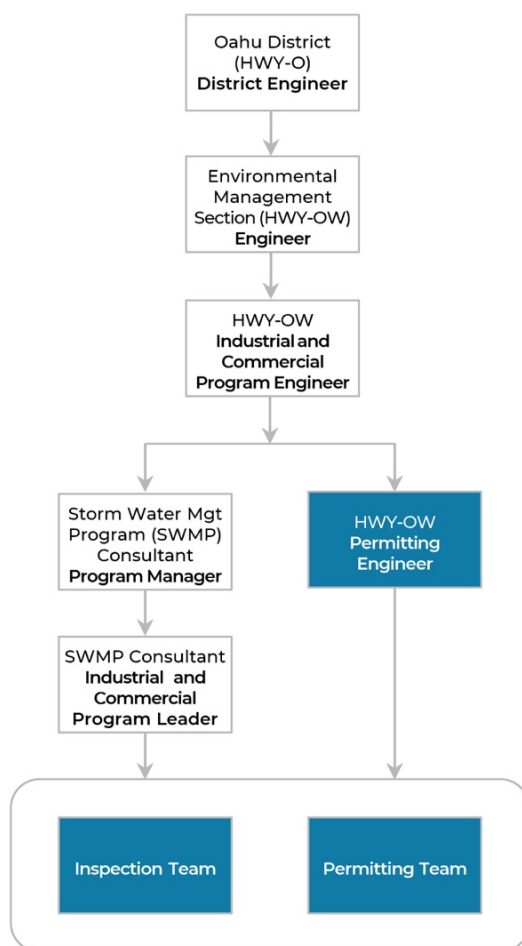 Oahu District
(HWY-O)
District Engineer
Environmental
Management
Section (HWY-OW)
Engineer
HWY-OW
Industrial and
Commercial
Program Engineer
Storm Water Mgt
Program (SWMP)
Consultant
Program Manager
HWY-OW
Permitting
Engineer
SWMP Consultant
Industrial and
Commercial
Program Leader
Inspection Team
Permitting Team